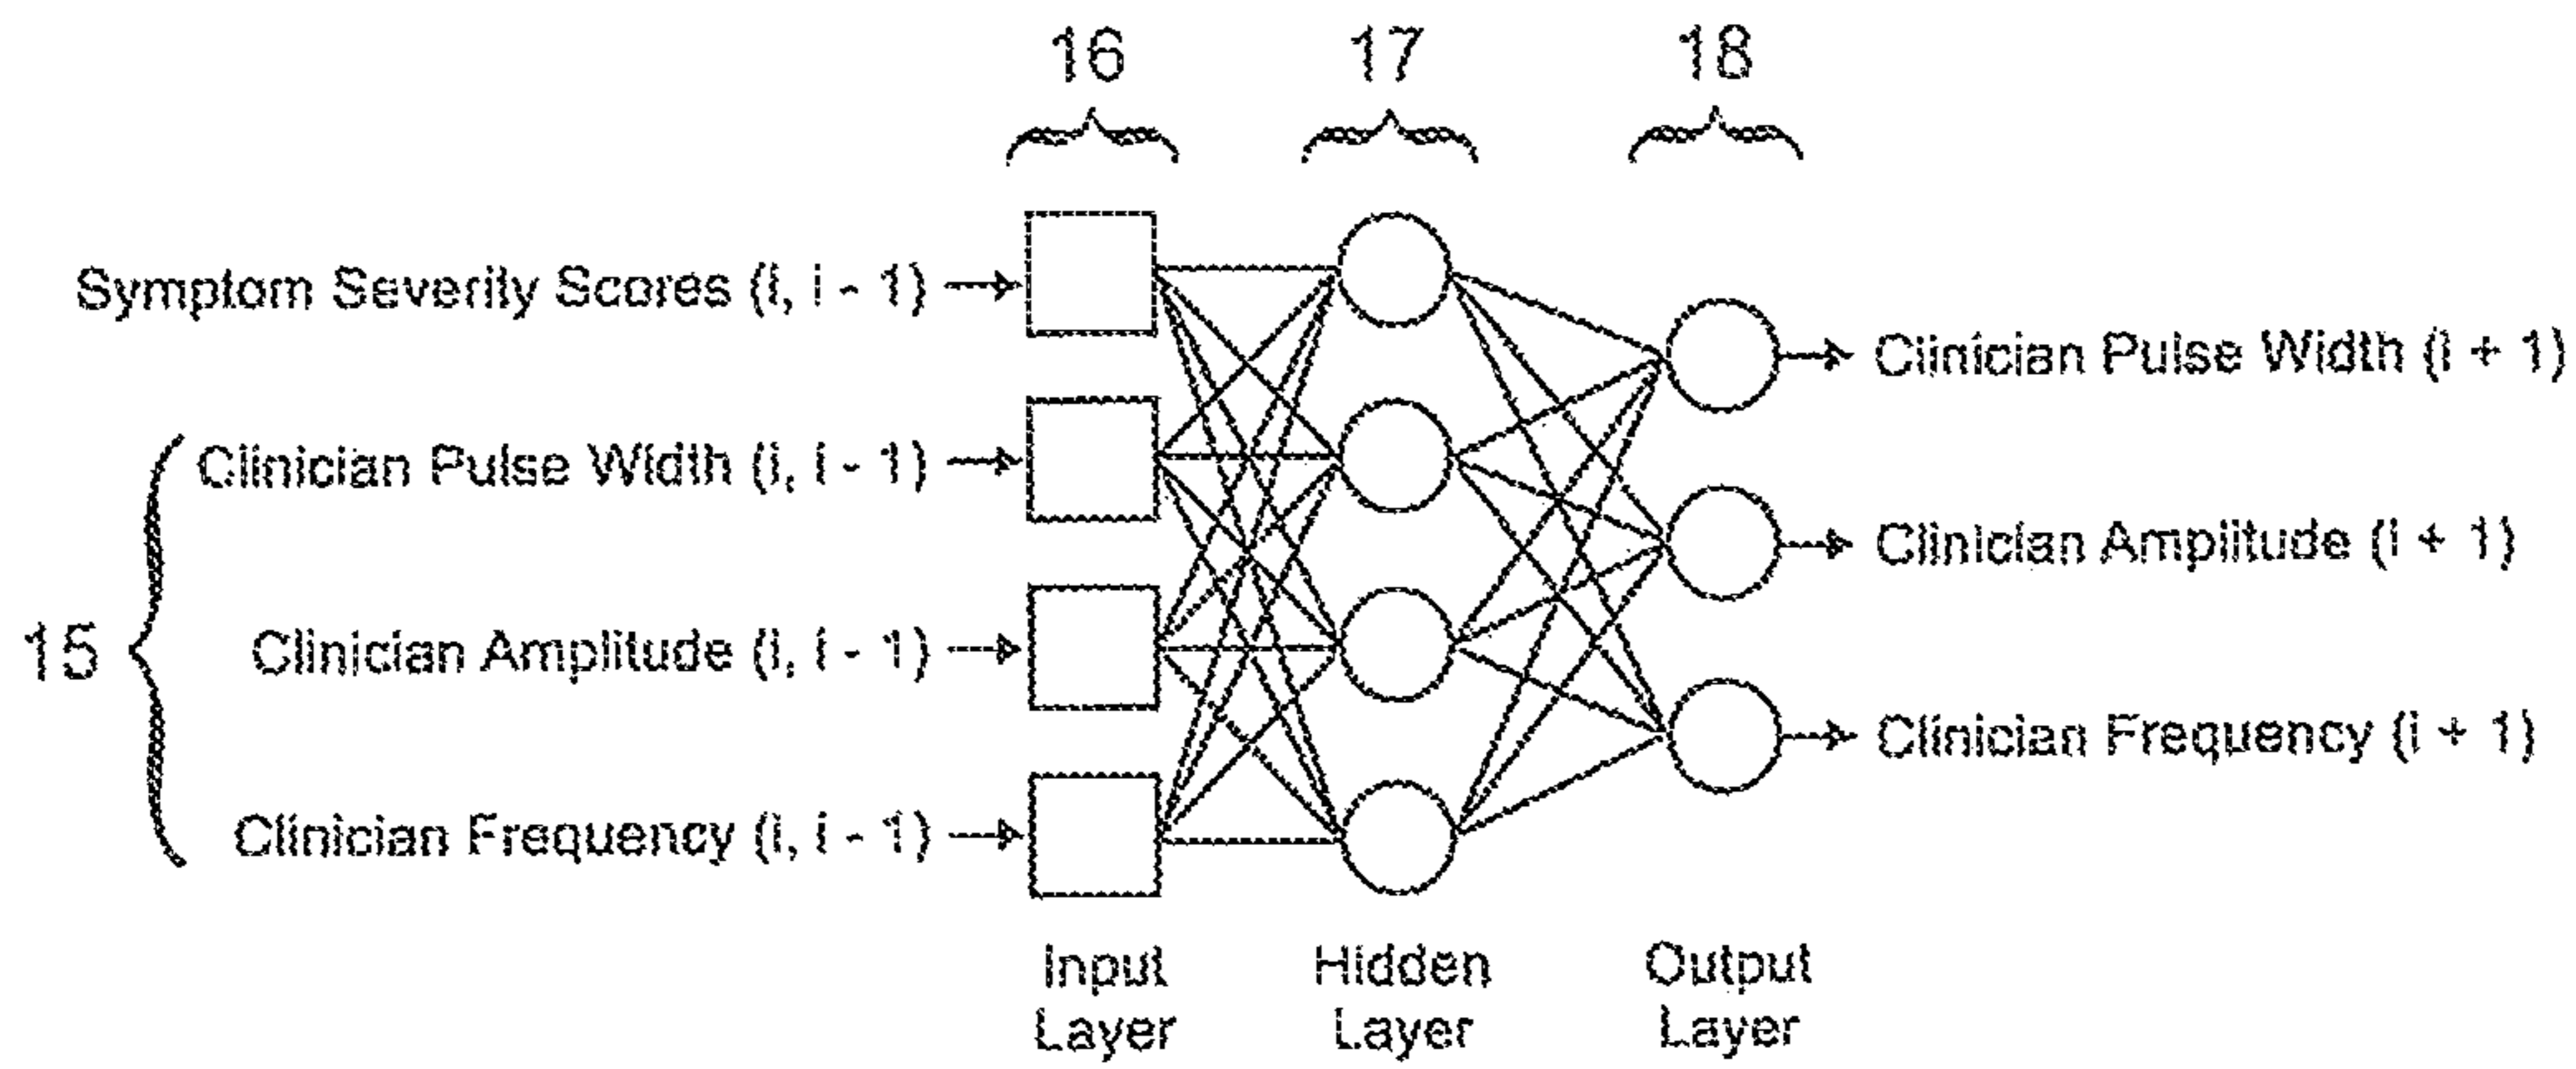 16 17 18
Symptom Severity Scores (i, i - 1)
Clinician Pulse Width (i + 1)
Clinician Pulse Width (i, i - 1)
Clinician Amplitude (i + 1)
15
Clinician Amplitude (i, i - 1)
Clinician Frequency (i + 1)
Clinician Frequency (i, i - 1)
Input
Layer
Hidden
Layer
Output
Layer